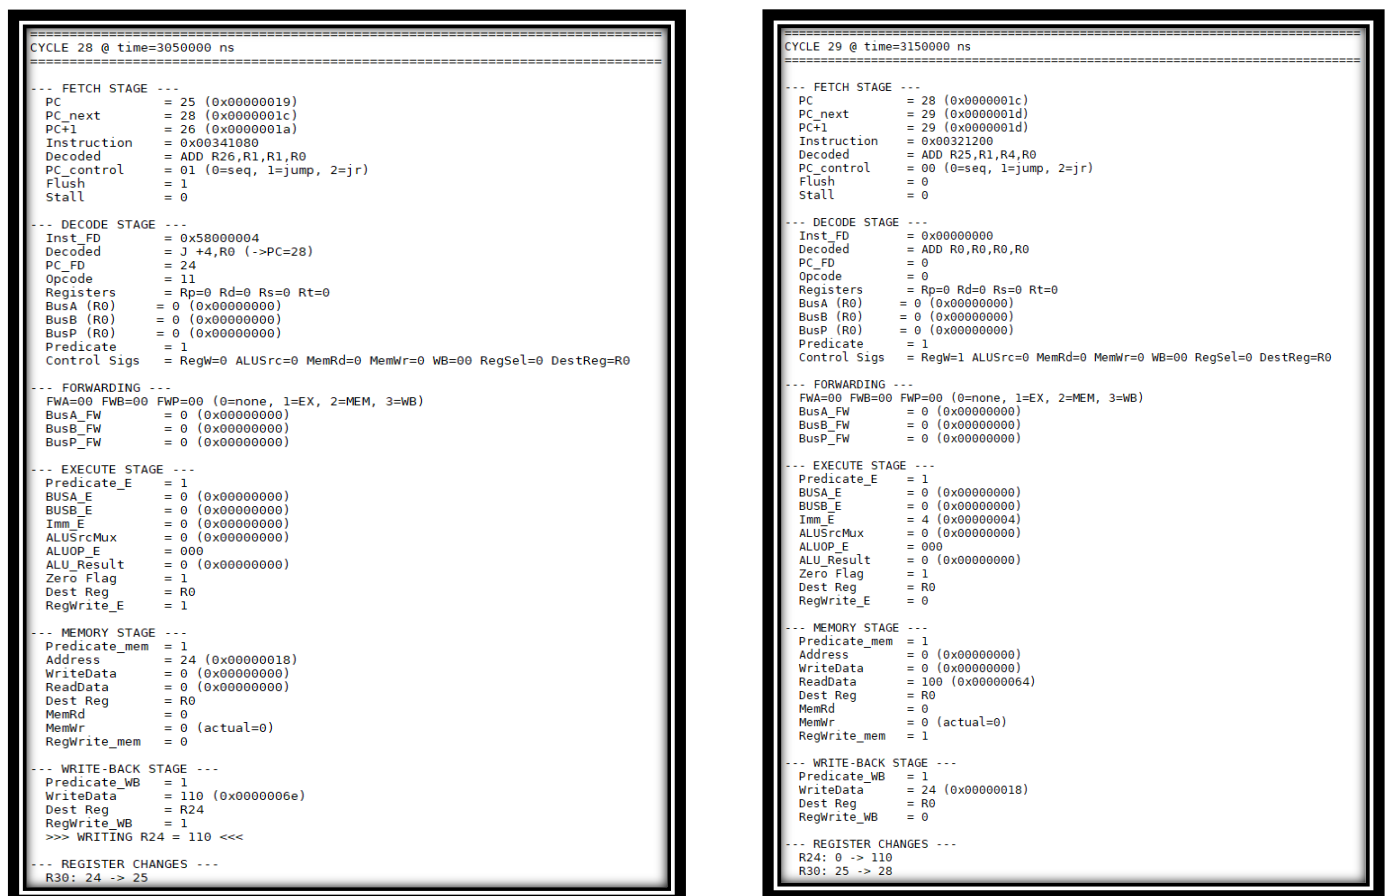 ================================================================================
CYCLE 28 @ time=3050000 ns
================================================================================
--- FETCH STAGE ---
PC = 25 (0x00000019)
PC_next = 28 (0x0000001c)
PC+1 = 26 (0x0000001a)
Instruction = 0x00341080
Decoded = ADD R26,R1,R1,R0
PC_control = 01 (0=seq, 1=jump, 2=jr)
Flush = 1
Stall = 0
--- DECODE STAGE ---
Inst_FD = 0x58000004
Decoded = J +4,R0 (->PC=28)
PC_FD = 24
Opcode = 11
Registers = Rp=0 Rd=0 Rs=0 Rt=0
BusA (R0) = 0 (0x00000000)
BusB (R0) = 0 (0x00000000)
BusP (R0) = 0 (0x00000000)
Predicate = 1
Control Sigs = RegW=0 ALUSrc=0 MemRd=0 MemWr=0 WB=00 RegSel=0 DestReg=R0
--- FORWARDING ---
FWA=00 FWB=00 FWP=00 (0=none, 1=EX, 2=MEM, 3=WB)
BusA_FW = 0 (0x00000000)
BusB_FW = 0 (0x00000000)
BusP_FW = 0 (0x00000000)
--- EXECUTE STAGE ---
Predicate_E = 1
BUSA_E = 0 (0x00000000)
BUSB_E = 0 (0x00000000)
Imm_E = 0 (0x00000000)
ALUSrcMux = 0 (0x00000000)
ALUOP_E = 000
ALU_Result = 0 (0x00000000)
Zero Flag = 1
Dest Reg = R0
RegWrite_E = 1
--- MEMORY STAGE ---
Predicate_mem = 1
Address = 24 (0x00000018)
WriteData = 0 (0x00000000)
ReadData = 0 (0x00000000)
Dest Reg = R0
MemRd = 0
MemWr = 0 (actual=0)
RegWrite_mem = 0
--- WRITE-BACK STAGE ---
Predicate_WB = 1
WriteData = 110 (0x0000006e)
Dest Reg = R24
RegWrite_WB = 1
>>> WRITING R24 = 110 <<<
--- REGISTER CHANGES ---
R30: 24 -> 25
================================================================================
CYCLE 29 @ time=3150000 ns
================================================================================
--- FETCH STAGE ---
PC = 28 (0x0000001c)
PC_next = 29 (0x0000001d)
PC+1 = 29 (0x0000001d)
Instruction = 0x00321200
Decoded = ADD R25,R1,R4,R0
PC_control = 00 (0=seq, 1=jump, 2=jr)
Flush = 0
Stall = 0
--- DECODE STAGE ---
Inst_FD = 0x00000000
Decoded = ADD R0,R0,R0,R0
PC_FD = 0
Opcode = 0
Registers = Rp=0 Rd=0 Rs=0 Rt=0
BusA (R0) = 0 (0x00000000)
BusB (R0) = 0 (0x00000000)
BusP (R0) = 0 (0x00000000)
Predicate = 1
Control Sigs = RegW=1 ALUSrc=0 MemRd=0 MemWr=0 WB=00 RegSel=0 DestReg=R0
--- FORWARDING ---
FWA=00 FWB=00 FWP=00 (0=none, 1=EX, 2=MEM, 3=WB)
BusA_FW = 0 (0x00000000)
BusB_FW = 0 (0x00000000)
BusP_FW = 0 (0x00000000)
--- EXECUTE STAGE ---
Predicate_E = 1
BUSA_E = 0 (0x00000000)
BUSB_E = 0 (0x00000000)
Imm_E = 4 (0x00000004)
ALUSrcMux = 0 (0x00000000)
ALUOP_E = 000
ALU_Result = 0 (0x00000000)
Zero Flag = 1
Dest Reg = R0
RegWrite_E = 0
--- MEMORY STAGE ---
Predicate_mem = 1
Address = 0 (0x00000000)
WriteData = 0 (0x00000000)
ReadData = 100 (0x00000064)
Dest Reg = R0
MemRd = 0
MemWr = 0 (actual=0)
RegWrite_mem = 1
--- WRITE-BACK STAGE ---
Predicate_WB = 1
WriteData = 24 (0x00000018)
Dest Reg = R0
RegWrite_WB = 0
--- REGISTER CHANGES ---
R24: 0 -> 110
R30: 25 -> 28